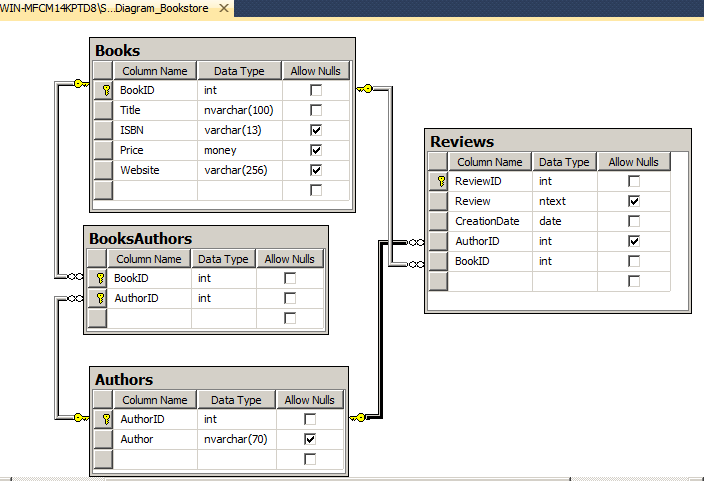 WIN-MFCM14KPTD8\S...Diagram_Bookstore
Books
Column Name Data Type Allow Nulls
BookID int
Title nvarchar(100)
ISBN varchar(13)
Price money
Website varchar(256)
BooksAuthors
Column Name Data Type Allow Nulls
BookID int
AuthorID int
Authors
Column Name Data Type Allow Nulls
AuthorID int
Author nvarchar(70)
Reviews
Column Name Data Type Allow Nulls
ReviewID int
Review ntext
CreationDate date
AuthorID int
BookID int